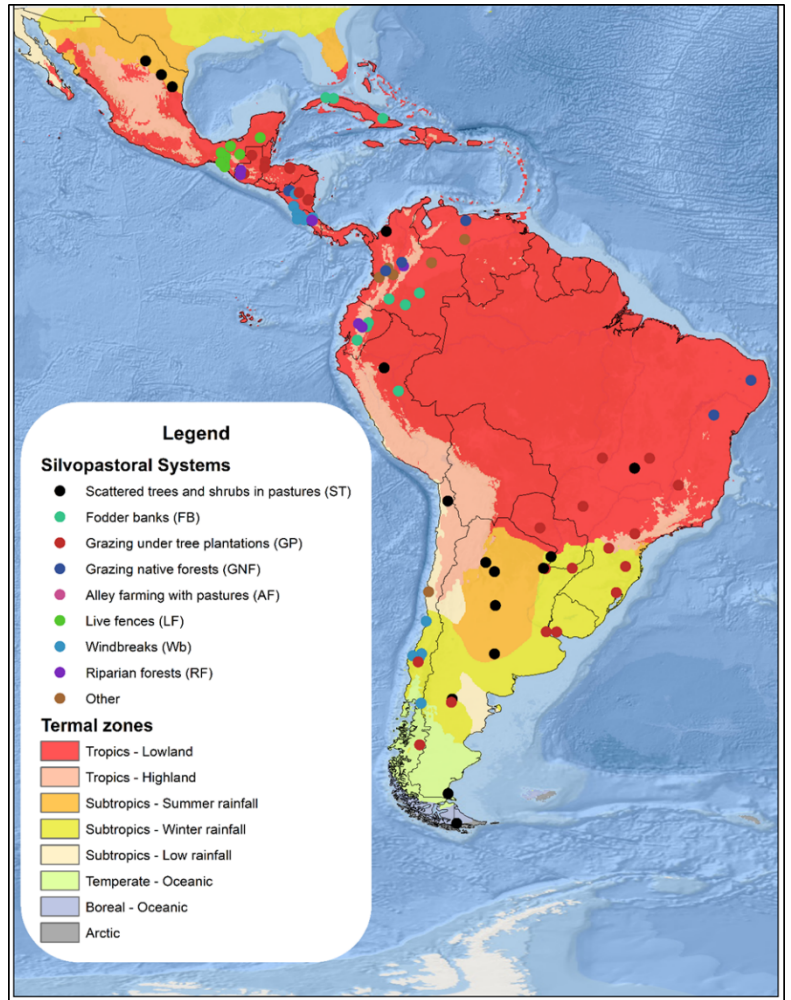 Legend
Silvopastoral Systems
Scattered trees and shrubs in pastures (ST)
Fodder banks (FB)
Grazing under tree plantations (GP)
Grazing native forests (GNF)
Alley farming with pastures (AF)
Live fences (LF)
Windbreaks (Wb)
Riparian forests (RF)
Other
Termal zones
Tropics - Lowland
Tropics - Highland
Subtropics - Summer rainfall
Subtropics - Winter rainfall
Subtropics - Low rainfall
Temperate - Oceanic
Boreal - Oceanic
Arctic